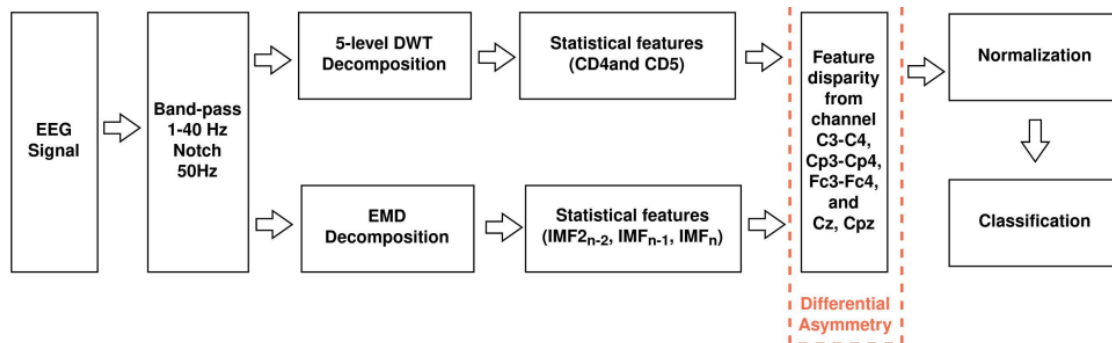 EEG
Signal
Band-pass
1-40 Hz
Notch
50Hz
5-level DWT
Decomposition
Statistical features
(CD4and CD5)
EMD
Decomposition
Statistical features
(IMF2n-2, IMFn-1, IMFn)
Feature
disparity
from
channel
C3-C4,
Cp3-Cp4,
Fc3-Fc4,
and
Cz, Cpz
Differential
Asymmetry
Normalization
Classification